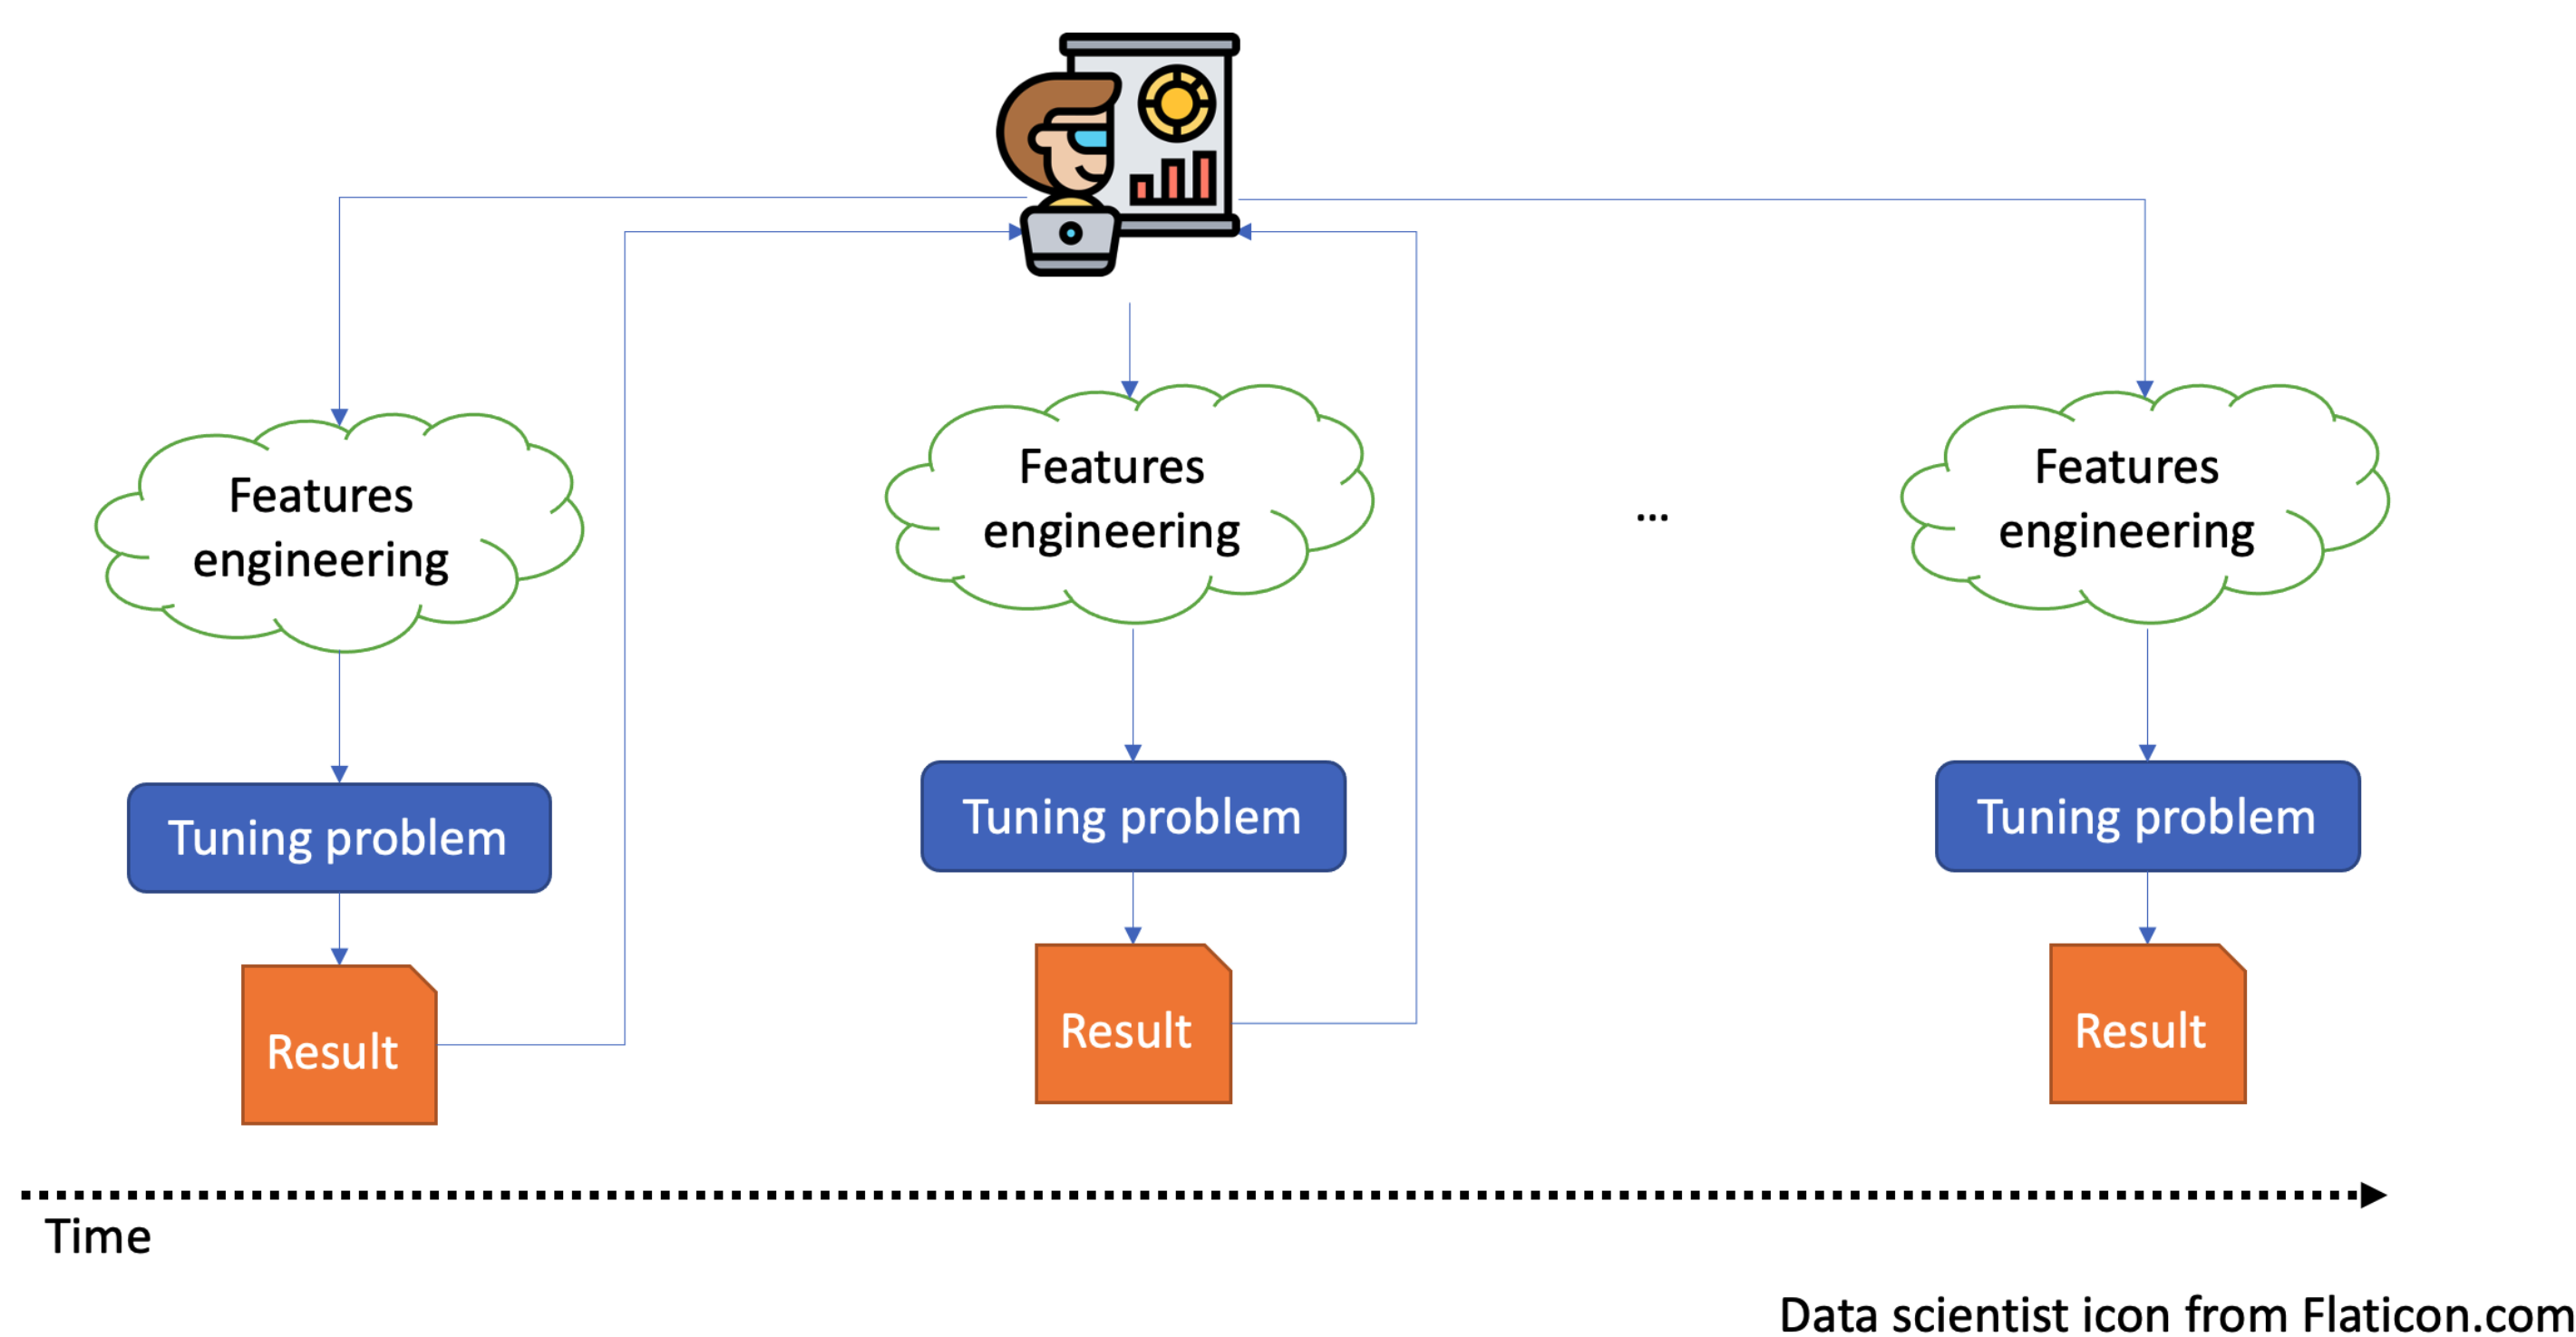 Features
engineering
Features
engineering
...
Features
engineering
Tuning problem
Tuning problem
Tuning problem
Result
Result
Result
Time
Data scientist icon from Flaticon.com